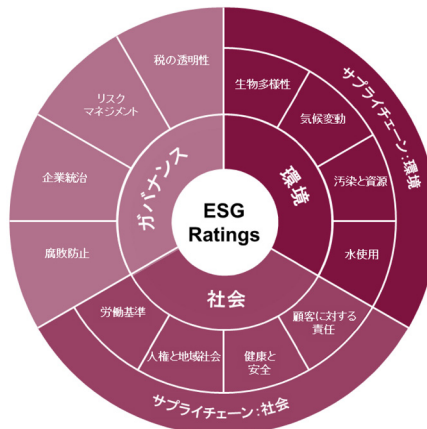 税の透明性
リスク
マネジメント
企業統治
腐敗防止
ガバナンス
生物多様性
気候変動
汚染と資源
水使用
環境
サプライチェーン:環境
ESG
Ratings
社会
労働基準
人権と地域社会
健康と
安全
顧客に対する
責任
サプライチェーン:社会